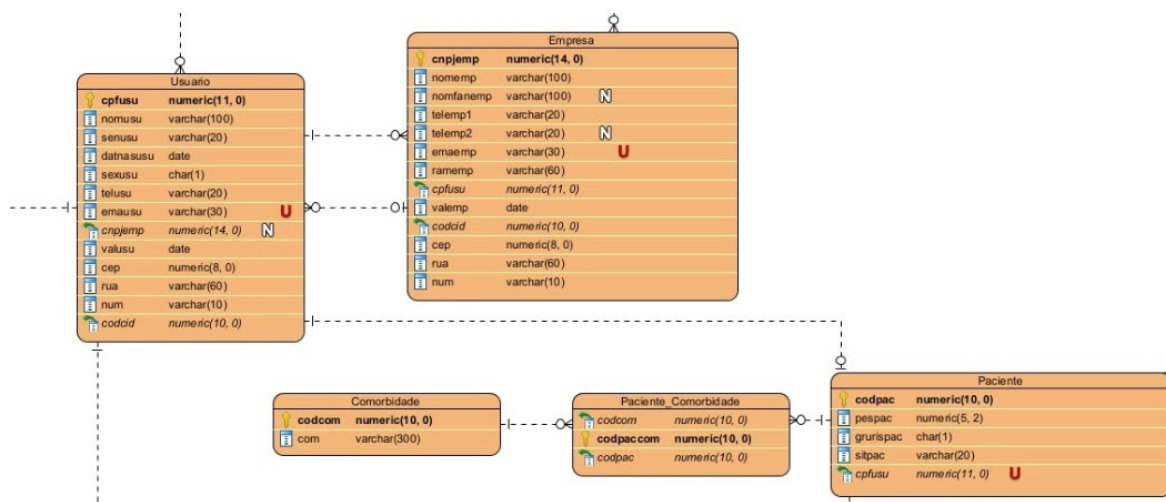 Usuario
cpfusu numeric(11, 0)
nomusu varchar(100)
senusu varchar(20)
datnasusu date
sexusu char(1)
telusu varchar(20)
emausu varchar(30) U
cnpjemp numeric(14, 0) N
valusu date
cep numeric(8, 0)
rua varchar(60)
num varchar(10)
codcid numeric(10, 0)
Empresa
cnpjemp numeric(14, 0)
nomemp varchar(100)
nomfanemp varchar(100) N
telemp1 varchar(20)
telemp2 varchar(20) N
emaemp varchar(30) U
ramemp varchar(60)
cpfusu numeric(11, 0)
valemp date
codcid numeric(10, 0)
cep numeric(8, 0)
rua varchar(60)
num varchar(10)
Comorbidade
codcom numeric(10, 0)
com varchar(300)
Paciente_Comorbidade
codcom numeric(10, 0)
codpaccom numeric(10, 0)
codpac numeric(10, 0)
Paciente
codpac numeric(10, 0)
pespac numeric(5, 2)
grurispac char(1)
sitpac varchar(20)
cpfusu numeric(11, 0) U